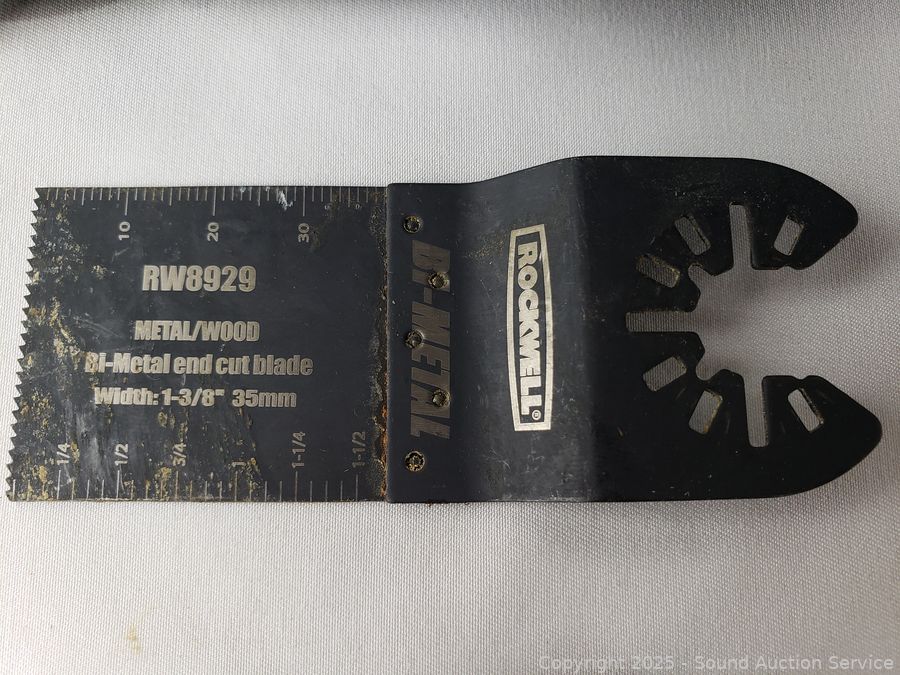 10 20 30
RW8929
METAL/WOOD
Bi-Metal end cut blade
Width: 1-3/8" 35mm
1/4 1/2 3/4 1 1-1/4 1-1/2
BI-METAL
ROCKWELL®
Copyright 2025 - Sound Auction Service